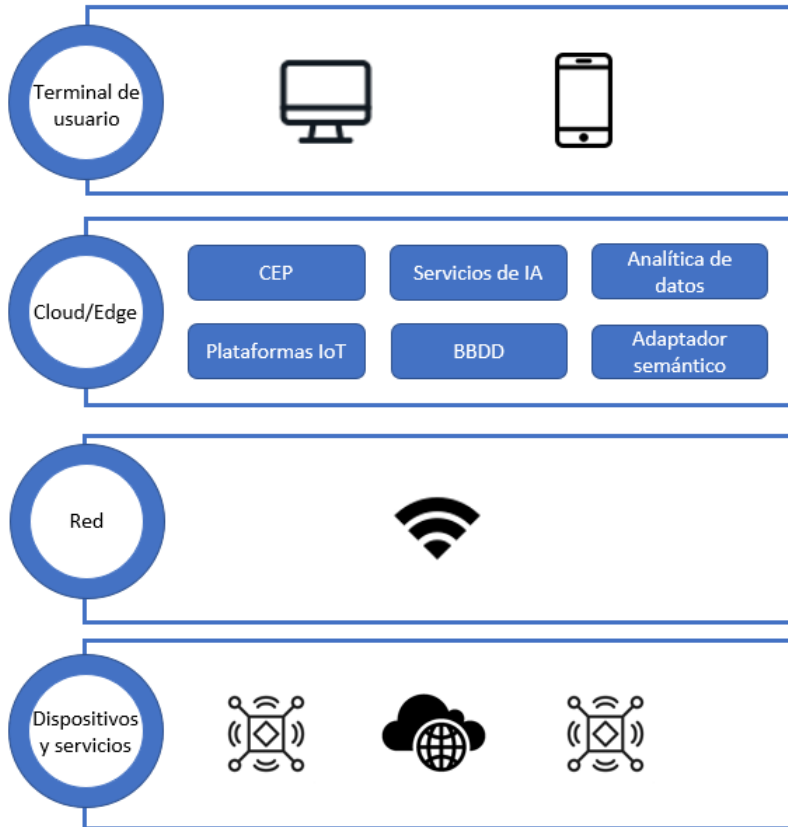 Terminal de
usuario
Cloud/Edge
CEP
Servicios de IA
Analítica de
datos
Plataformas IoT
BBDD
Adaptador
semántico
Red
Dispositivos
y servicios